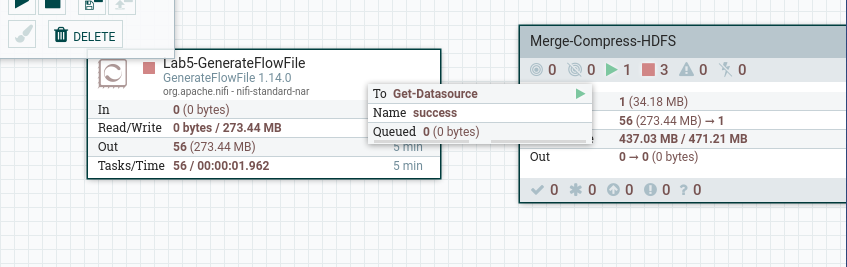 DELETE
Lab5-GenerateFlowFile
GenerateFlowFile 1.14.0
org.apache.nifi - nifi-standard-nar
In 0 (0 bytes)
Read/Write 0 bytes / 273.44 MB
Out 56 (273.44 MB) 5 min
Tasks/Time 56 / 00:00:01.962 5 min
To Get-Datasource
Name success
Queued 0 (0 bytes)
Merge-Compress-HDFS
0 0 1 3 0 0
1 (34.18 MB)
56 (273.44 MB) → 1
437.03 MB / 471.21 MB
Out 0 → 0 (0 bytes)
0 0 0 0 ? 0